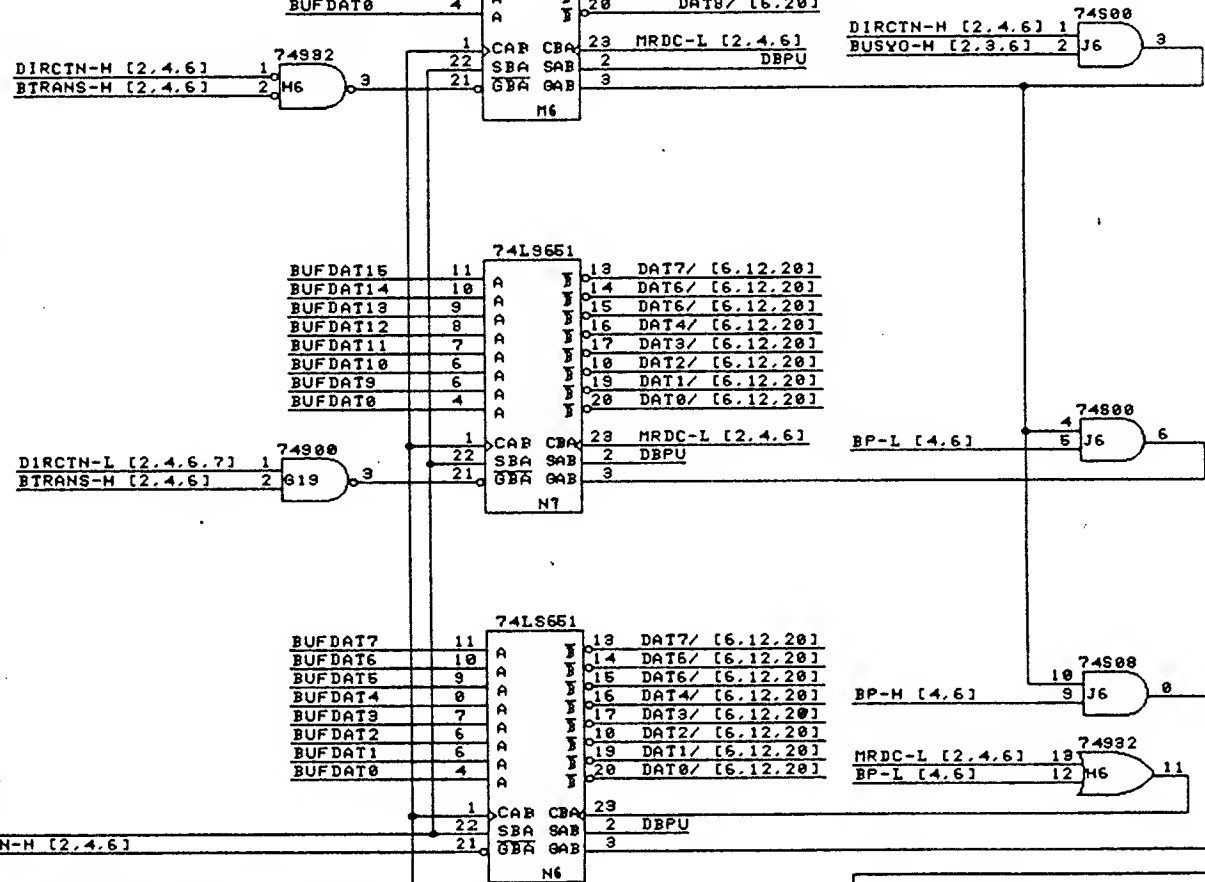 BUFDAT0 4 A 20 DAT8/ [6.20]
A
1 CAB CBA 23 MRDC-L [2,4,6]
22 SBA SAB 2 DBPU
21 GBA GAB 3
M6
74S32
DIRCTN-H [2,4,6] 1
BTRANS-H [2,4,6] 2 H6 3
74S00
DIRCTN-H [2,4,6] 1
BUSYO-H [2,3,6] 2 J6 3
74LS651
BUFDAT15 11 A 13 DAT7/ [6,12,20]
BUFDAT14 10 A 14 DAT6/ [6,12,20]
BUFDAT13 9 A 15 DAT6/ [6,12,20]
BUFDAT12 8 A 16 DAT4/ [6,12,20]
BUFDAT11 7 A 17 DAT3/ [6,12,20]
BUFDAT10 6 A 18 DAT2/ [6,12,20]
BUFDAT9 6 A 19 DAT1/ [6,12,20]
BUFDAT0 4 A 20 DAT0/ [6,12,20]
1 CAB CBA 23 MRDC-L [2,4,6]
22 SBA SAB 2 DBPU
21 GBA GAB 3
N7
74S00
DIRCTN-L [2,4,6,7] 1
BTRANS-H [2,4,6] 2 G19 3
74S00
4
BP-L [4,6] 5 J6 6
74LS651
BUFDAT7 11 A 13 DAT7/ [6,12,20]
BUFDAT6 10 A 14 DAT6/ [6,12,20]
BUFDAT5 9 A 15 DAT6/ [6,12,20]
BUFDAT4 8 A 16 DAT4/ [6,12,20]
BUFDAT3 7 A 17 DAT3/ [6,12,20]
BUFDAT2 6 A 18 DAT2/ [6,12,20]
BUFDAT1 6 A 19 DAT1/ [6,12,20]
BUFDAT0 4 A 20 DAT0/ [6,12,20]
1 CAB CBA 23
22 SBA SAB 2 DBPU
N-H [2,4,6] 21 GBA GAB 3
N6
74S08
10
BP-H [4,6] 9 J6 8
74S32
MRDC-L [2,4,6] 13
BP-L [4,6] 12 H6 11